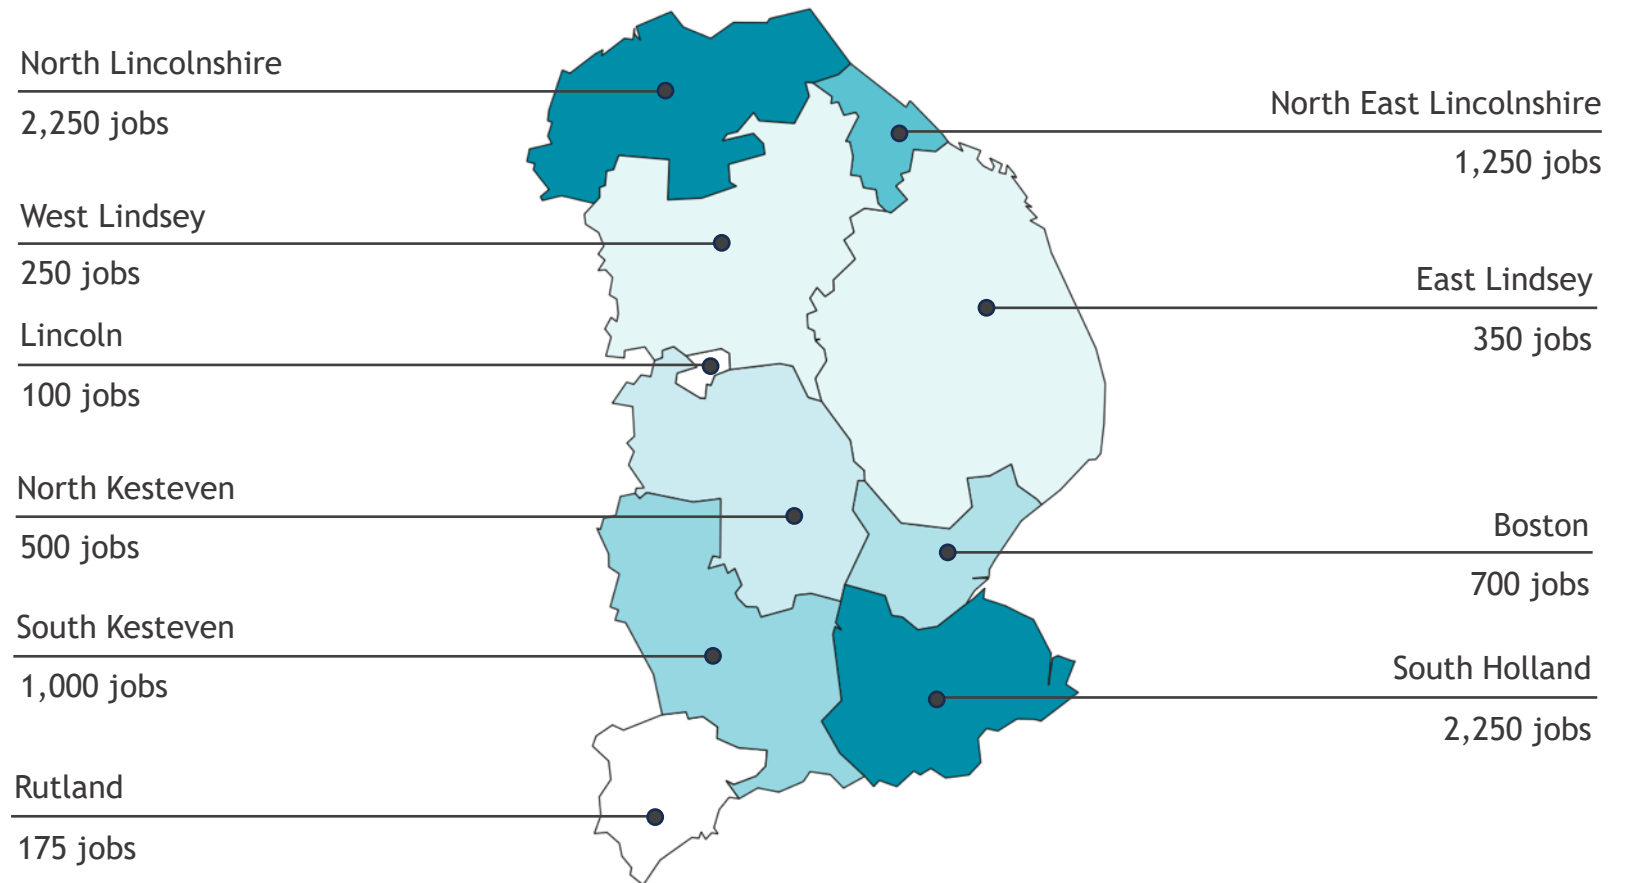 North Lincolnshire
2,250 jobs
West Lindsey
250 jobs
Lincoln
100 jobs
North Kesteven
500 jobs
South Kesteven
1,000 jobs
Rutland
175 jobs
North East Lincolnshire
1,250 jobs
East Lindsey
350 jobs
Boston
700 jobs
South Holland
2,250 jobs